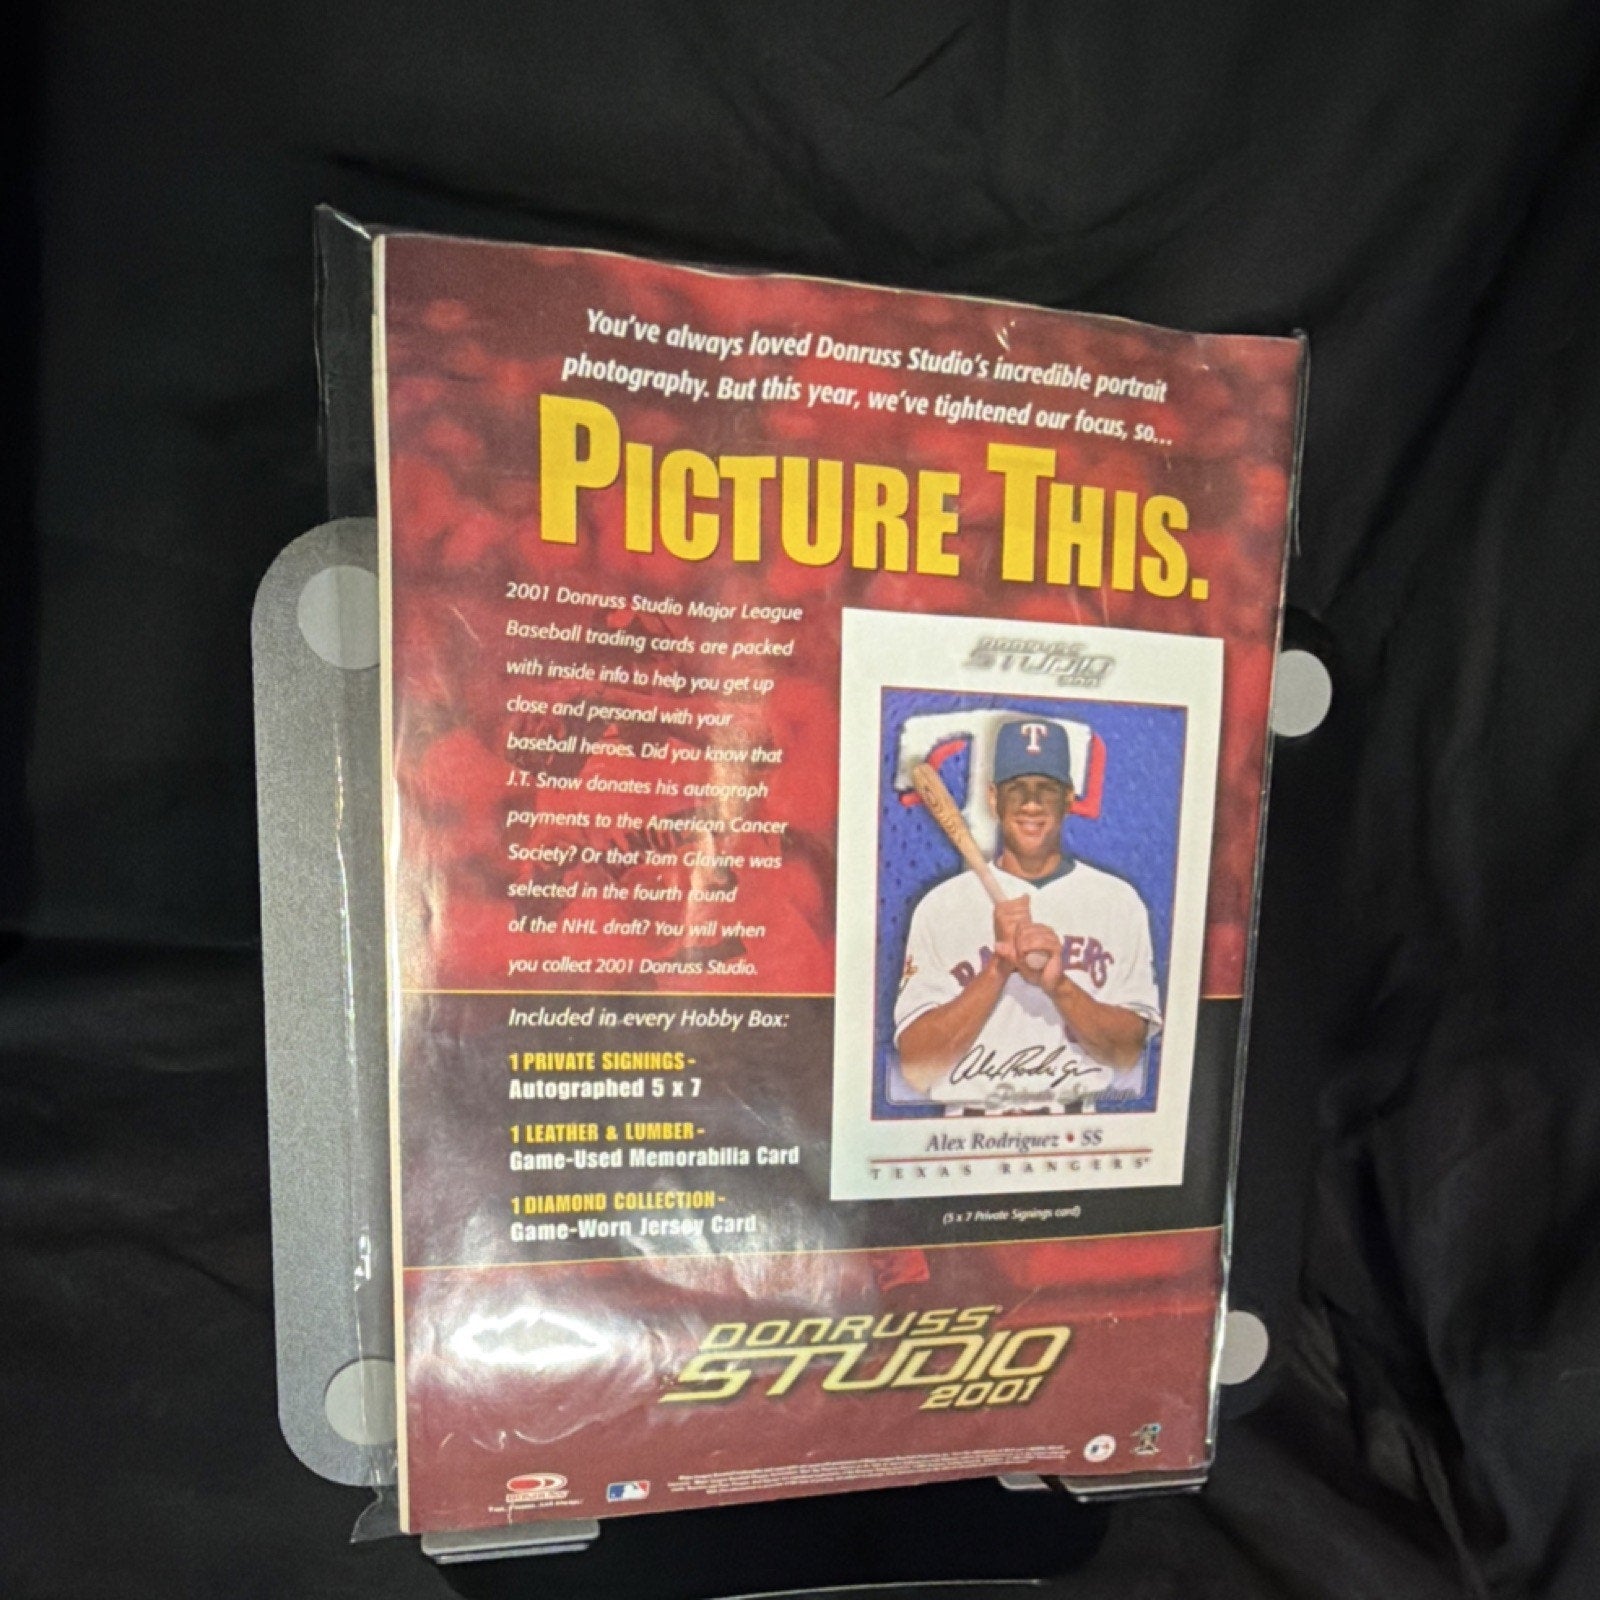 You've always loved Donruss Studio's incredible portrait
photography. But this year, we've tightened our focus, so...
PICTURE THIS.
2001 Donruss Studio Major League
Baseball trading cards are packed
with inside info to help you get up
close and personal with your
baseball heroes. Did you know that
J.T. Snow donates his autograph
payments to the American Cancer
Society? Or that Tom Glavine was
selected in the fourth round
of the NHL draft? You will when
you collect 2001 Donruss Studio.
Included in every Hobby Box:
1 PRIVATE SIGNINGS-
Autographed 5 x 7
1 LEATHER & LUMBER-
Game-Used Memorabilia Card
1 DIAMOND COLLECTION-
Game-Worn Jersey Card
DONRUSS
STUDIO
2001
T
RANGERS
Alex Rodriguez
Private Signings
Alex Rodriguez • SS
TEXAS RANGERS
(5 x 7 Private Signings card)
DONRUSS
STUDIO
2001